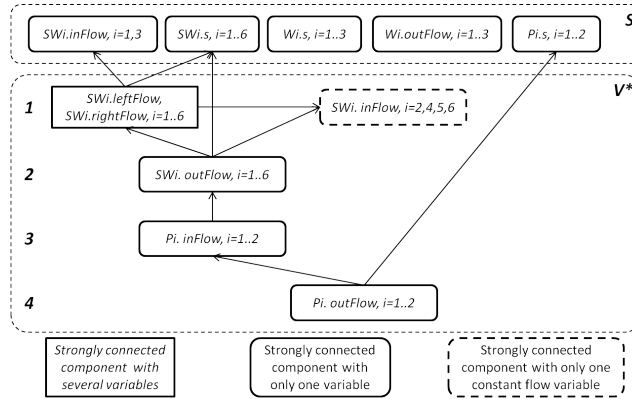 S
SWi.inFlow, i=1,3
SWi.s, i=1..6
Wi.s, i=1..3
Wi.outFlow, i=1..3
Pi.s, i=1..2
V*
1
SWi.leftFlow,
SWi.rightFlow, i=1..6
SWi. inFlow, i=2,4,5,6
2
SWi. outFlow, i=1..6
3
Pi. inFlow, i=1..2
4
Pi. outFlow, i=1..2
Strongly connected
component with
several variables
Strongly connected
component with
only one variable
Strongly connected
component with only one
constant flow variable